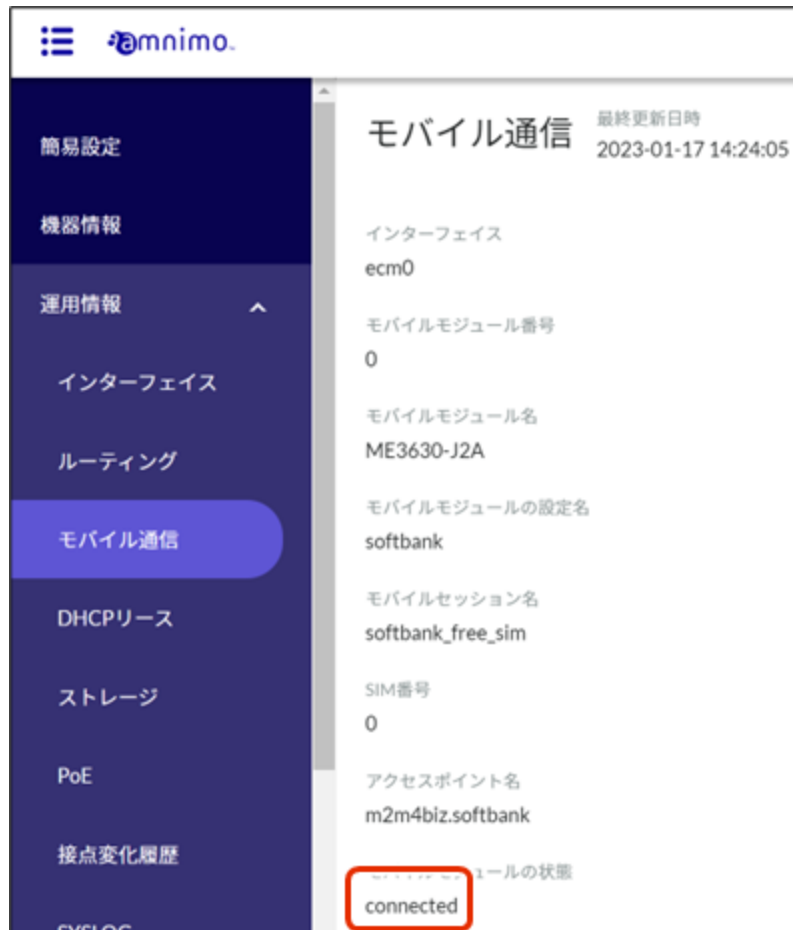 amnimo
簡易設定
機器情報
運用情報
インターフェイス
ルーティング
モバイル通信
DHCPリース
ストレージ
PoE
接点変化履歴
SYSLOG
モバイル通信
最終更新日時
2023-01-17 14:24:05
インターフェイス
ecm0
モバイルモジュール番号
0
モバイルモジュール名
ME3630-J2A
モバイルモジュールの設定名
softbank
モバイルセッション名
softbank_free_sim
SIM番号
0
アクセスポイント名
m2m4biz.softbank
モバイルモジュールの状態
connected